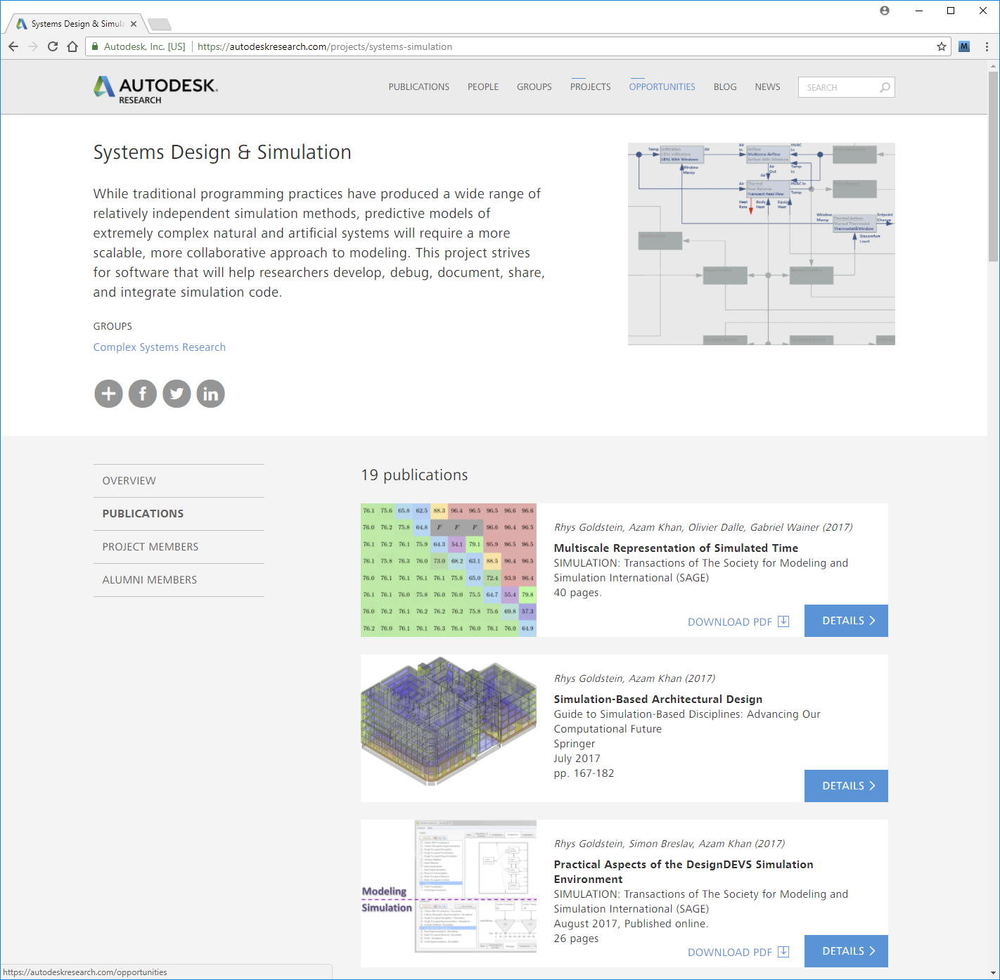 Systems Design & Simula
Autodesk, Inc. [US]
https://autodeskresearch.com/projects/systems-simulation
M
AUTODESK.
RESEARCH
PUBLICATIONS
PEOPLE
GROUPS
PROJECTS
OPPORTUNITIES
BLOG
NEWS
SEARCH
Systems Design & Simulation
While traditional programming practices have produced a wide range of
relatively independent simulation methods, predictive models of
extremely complex natural and artificial systems will require a more
scalable, more collaborative approach to modeling. This project strives
for software that will help researchers develop, debug, document, share,
and integrate simulation code.
GROUPS
Complex Systems Research
Temp
Infiltration
LBNL Infiltration
LBNL With Windows
Air
Air
In
Airflow
Multizone Airflow
Airflow With Moisture
HVAC
In
Window
Manip
Air
Out
Air
Temp
In
Air
Thermal
Heat Balance
Transient Heat Flow
HVAC In
Temp
Heat
Rate
Body
Heat
Equip
Heat
Window
Manip
Thermal Actions
Manual Thermostat
Thermostat&Window
Setpoint
Change
Discomfort
Level
f
in
OVERVIEW
PUBLICATIONS
PROJECT MEMBERS
ALUMNI MEMBERS
19 publications
76.1 75.6 65.8 62.5 88.3 96.4 96.5 96.5 96.6 96.6
76.0 76.2 75.8 64.8 F F F 96.6 96.4 96.5
76.1 76.2 76.1 75.9 64.3 54.1 79.1 95.9 96.5 96.5
76.1 75.8 76.3 76.0 73.0 68.2 63.1 88.5 96.4 96.5
76.0 76.1 76.1 76.1 75.8 65.0 72.4 93.9 96.4
76.1 76.1 76.0 75.8 76.0 76.0 75.5 64.7 55.4 79.8
76.0 76.2 76.1 76.2 76.2 76.2 75.8 75.6 69.8 57.3
76.2 76.0 76.1 76.1 76.3 76.4 76.0 76.1 76.0 64.9
Rhys Goldstein, Azam Khan, Olivier Dalle, Gabriel Wainer (2017)
Multiscale Representation of Simulated Time
SIMULATION: Transactions of The Society for Modeling and
Simulation International (SAGE)
40 pages.
DOWNLOAD PDF
DETAILS
Rhys Goldstein, Azam Khan (2017)
Simulation-Based Architectural Design
Guide to Simulation-Based Disciplines: Advancing Our
Computational Future
Springer
July 2017
pp. 167-182
DETAILS
Modeling
Simulation
Rhys Goldstein, Simon Breslav, Azam Khan (2017)
Practical Aspects of the DesignDEVS Simulation
Environment
SIMULATION: Transactions of The Society for Modeling and
Simulation International (SAGE)
August 2017, Published online.
26 pages
DOWNLOAD PDF
DETAILS
https://autodeskresearch.com/opportunities